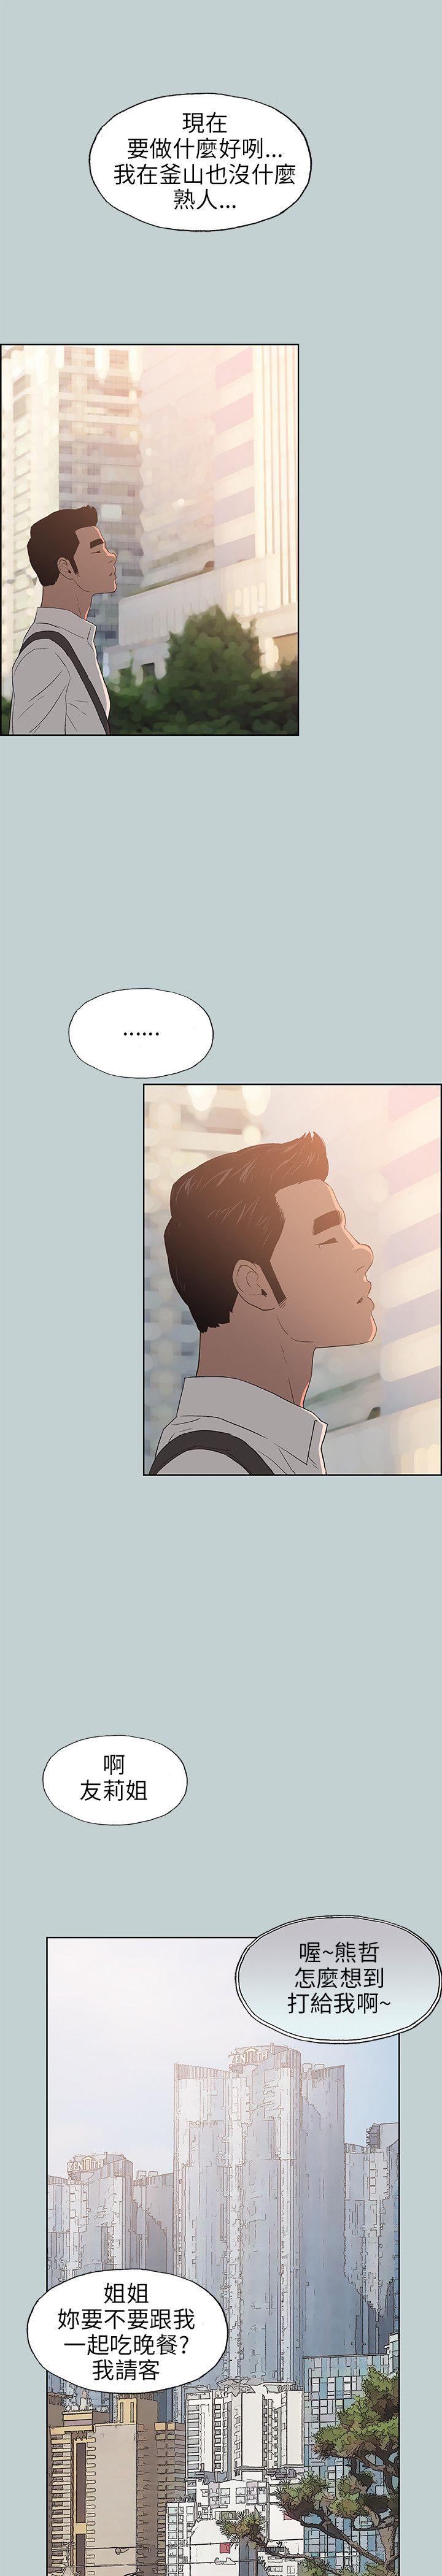 現在
要做什麼好咧...
我在釜山也沒什麼
熟人...
......
啊
友莉姐
喔~熊哲
怎麼想到
打給我啊~
ZENITH
ZENITH
姐姐
妳要不要跟我
一起吃晚餐?
我請客